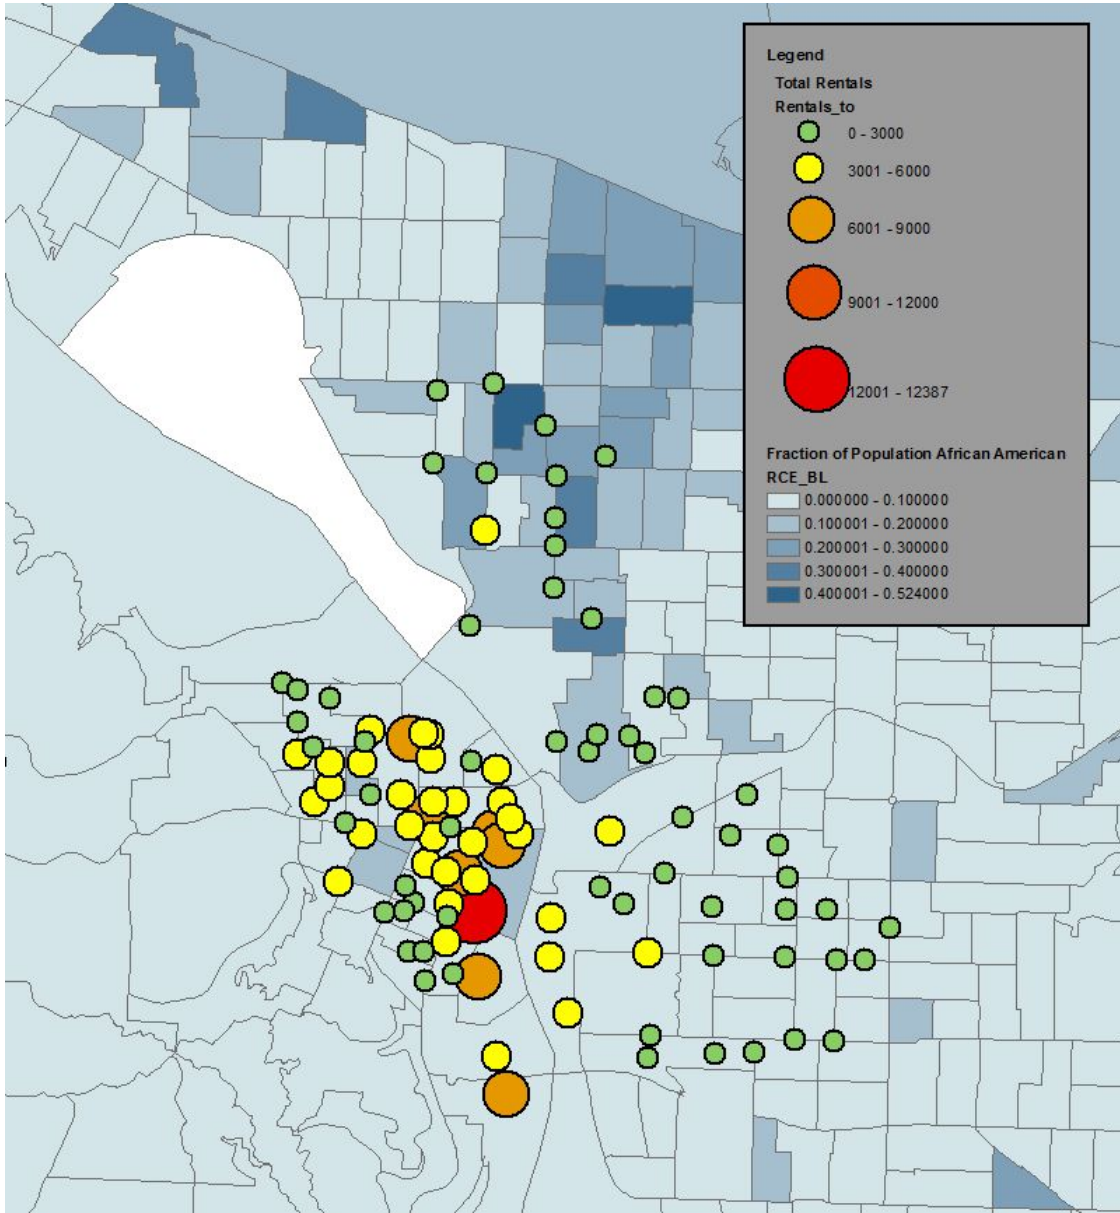 Legend
Total Rentals
Rentals_to
0 - 3000
3001 - 6000
6001 - 9000
9001 - 12000
12001 - 12387
Fraction of Population African American
RCE_BL
0.000000 - 0.100000
0.100001 - 0.200000
0.200001 - 0.300000
0.300001 - 0.400000
0.400001 - 0.524000